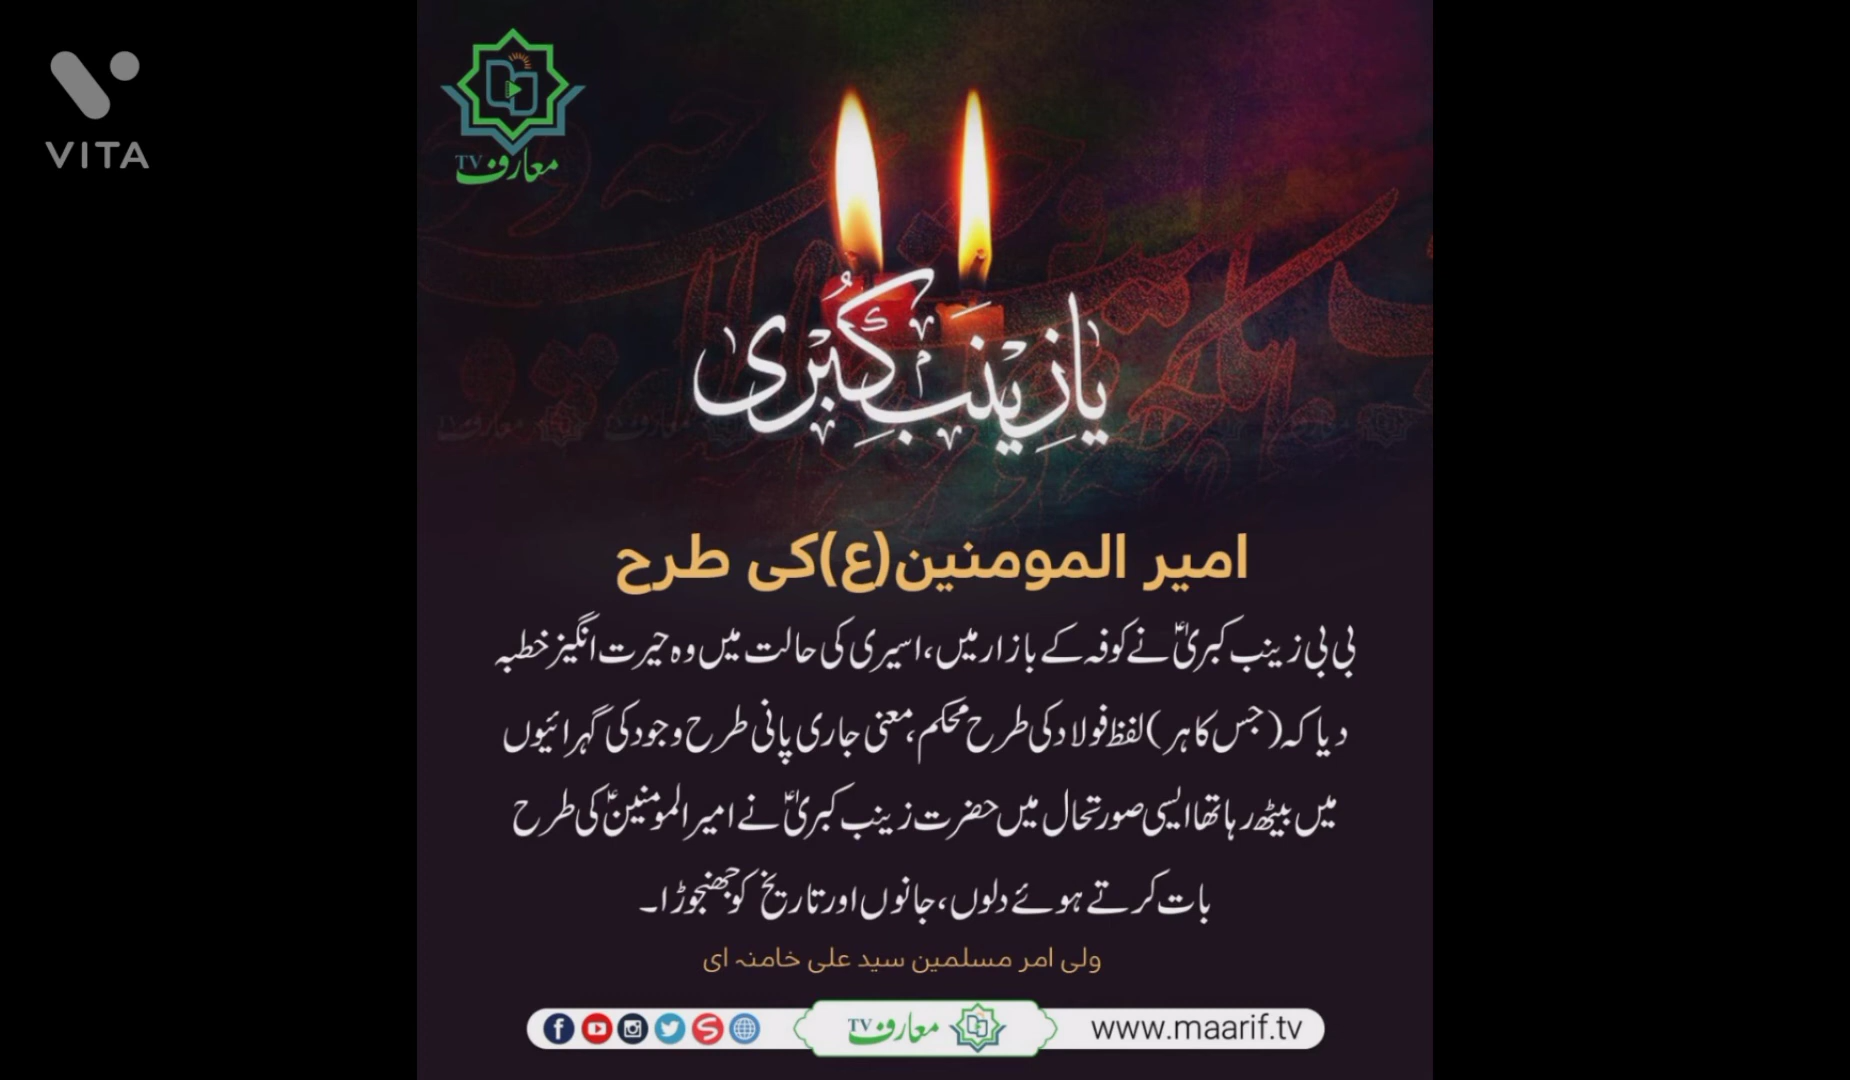 VITA
معارف TV
یا زِینَب کُبْریٰ
امیر المومنین(ع)کی طرح
بی بی زینب کبریٰؑ نے کوفہ کے بازار میں، اسیری کی حالت میں وہ حیرت انگیز خطبہ
دیا کہ (جس کا ہر) لفظ فولاد کی طرح محکم، معنی جاری پانی طرح وجود کی گہرائیوں
میں بیٹھ رہا تھا ایسی صورتحال میں حضرت زینب کبریٰؑ نے امیر المومنینؑ کی طرح
بات کرتے ہوئے دلوں، جانوں اور تاریخ کو جھنجوڑا۔
ولی امر مسلمین سید علی خامنہ ای
معارف TV
www.maarif.tv